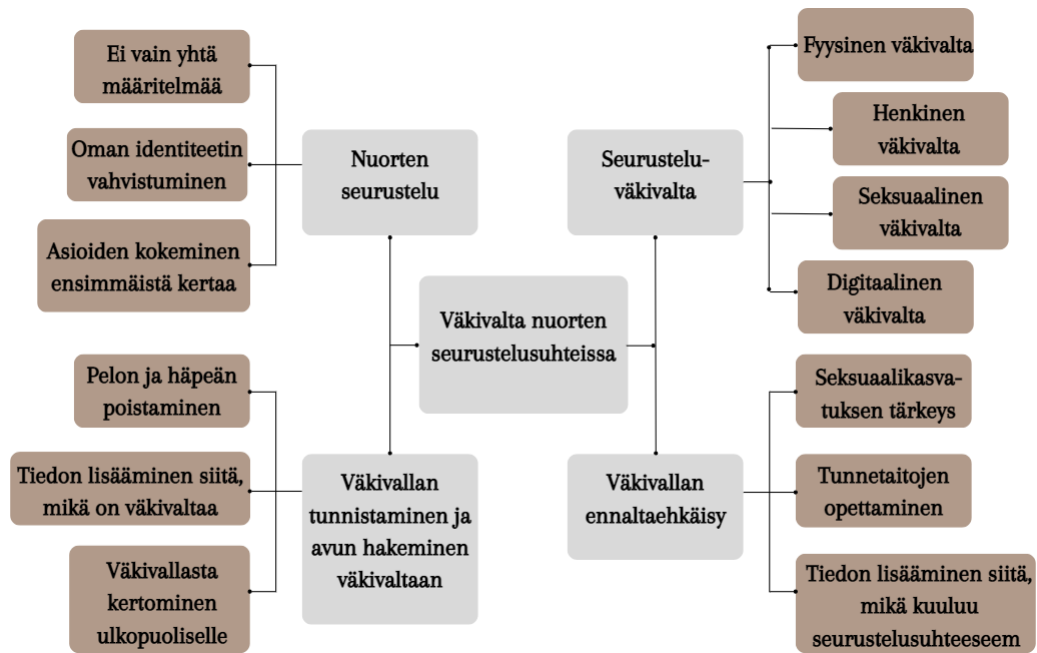 Ei vain yhtä
määritelmää
Oman identiteetin
vahvistuminen
Asioiden kokeminen
ensimmäistä kertaa
Nuorten
seurustelu
Seurustelu-
väkivalta
Fyysinen väkivalta
Henkinen
väkivalta
Seksuaalinen
väkivalta
Digitaalinen
väkivalta
Väkivalta nuorten
seurustelusuhteissa
Pelon ja häpeän
poistaminen
Tiedon lisääminen siitä,
mikä on väkivaltaa
Väkivallasta
kertominen
ulkopuoliselle
Väkivallan
tunnistaminen ja
avun hakeminen
väkivaltaan
Väkivallan
ennaltaehkäisy
Seksuaalikasva-
tuksen tärkeys
Tunnetaitojen
opettaminen
Tiedon lisääminen siitä,
mikä kuuluu
seurustelusuhteeseem